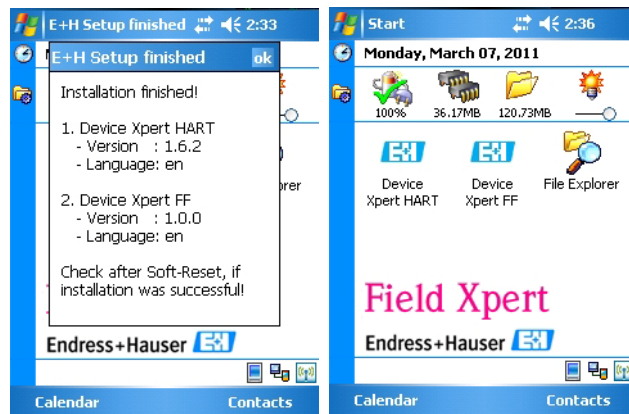 E+H Setup finished 2:33
E+H Setup finished ok
Installation finished!
1. Device Xpert HART
- Version : 1.6.2
- Language: en
2. Device Xpert FF
- Version : 1.0.0
- Language: en
Check after Soft-Reset, if
installation was successful!
rer
Endress+Hauser
Calendar Contacts
Start 2:36
Monday, March 07, 2011
100% 36.17MB 120.73MB
Device
Xpert HART
Device
Xpert FF
File Explorer
Field Xpert
Endress+Hauser
Calendar Contacts